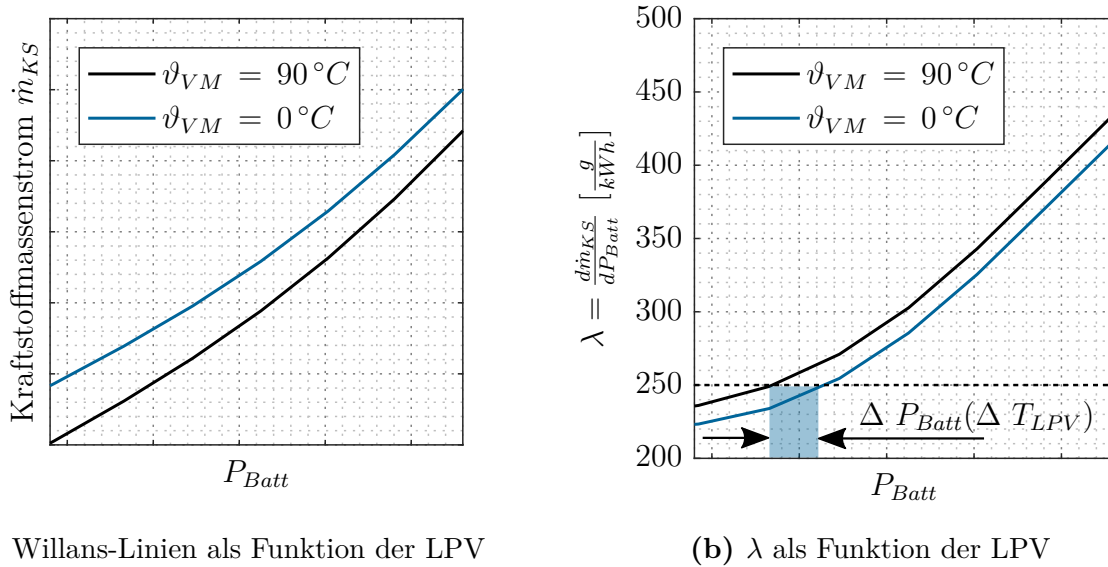 Kraftstoffmassenstrom ṁ_KS
ϑ_VM = 90 °C
ϑ_VM = 0 °C
P_Batt
Willans-Linien als Funktion der LPV
λ = dṁ_KS/dP_Batt [g/kWh]
500
450
400
350
300
250
200
ϑ_VM = 90 °C
ϑ_VM = 0 °C
Δ P_Batt(Δ T_LPV)
P_Batt
(b) λ als Funktion der LPV